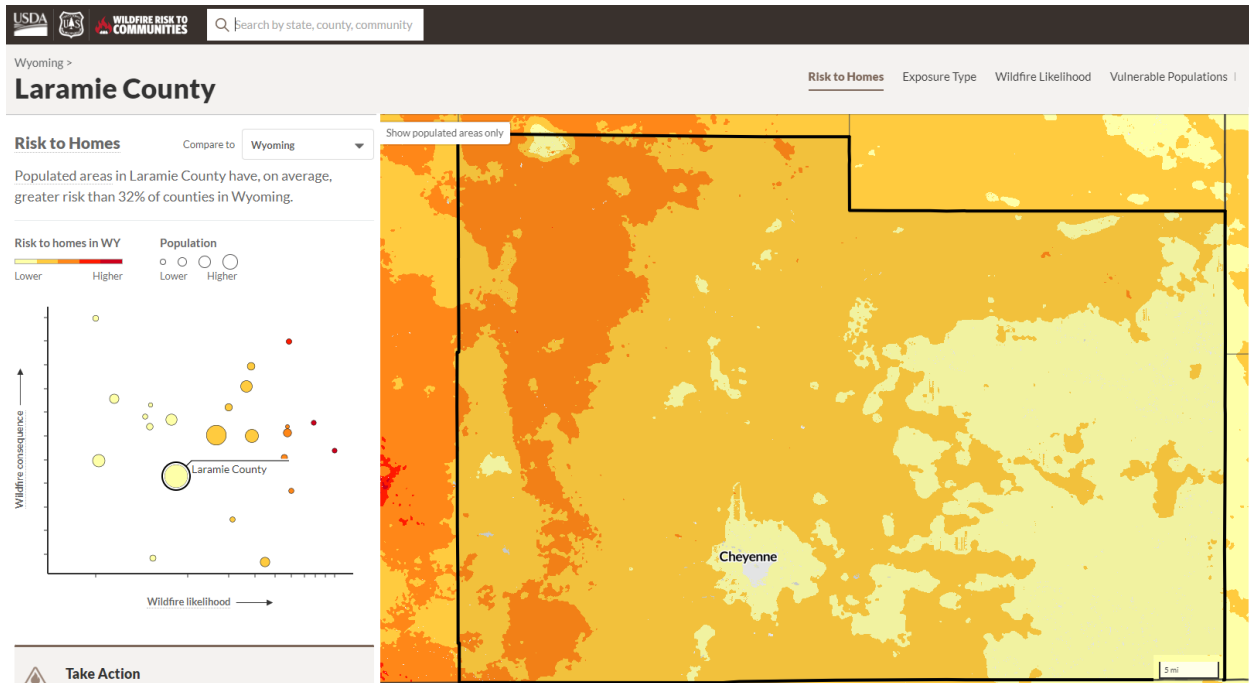 USDA
UAS
WILDFIRE RISK TO
COMMUNITIES
Search by state, county, community
Wyoming >
Laramie County
Risk to Homes Exposure Type Wildfire Likelihood Vulnerable Populations
Risk to Homes
Compare to Wyoming
Populated areas in Laramie County have, on average,
greater risk than 32% of counties in Wyoming.
Risk to homes in WY
Lower Higher
Population
Lower Higher
Wildfire consequence
Laramie County
Wildfire likelihood
Take Action
Show populated areas only
Cheyenne
5 mi